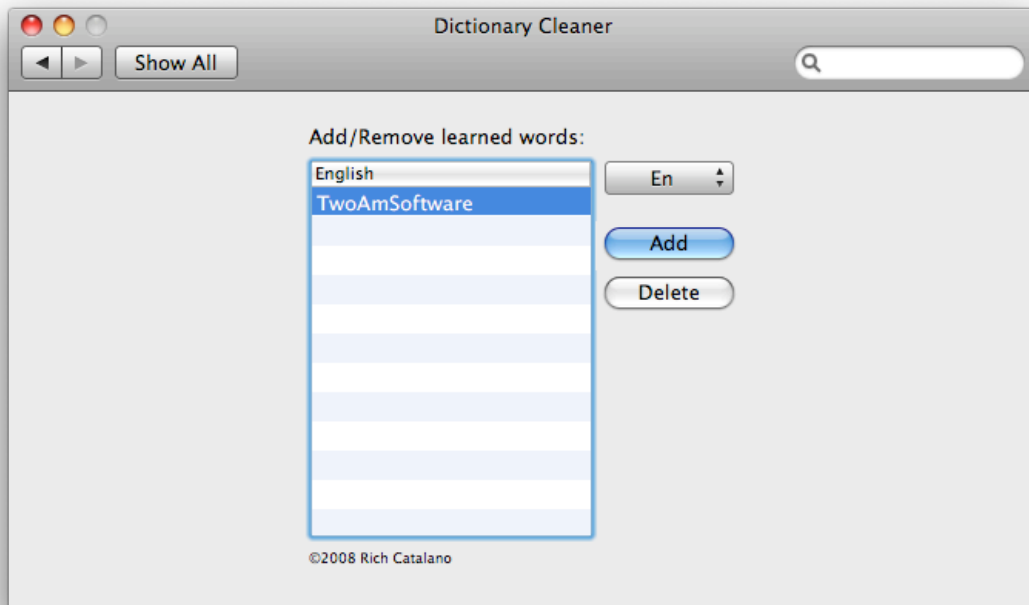 Dictionary Cleaner
Show All
Add/Remove learned words:
English
En
TwoAmSoftware
Add
Delete
©2008 Rich Catalano